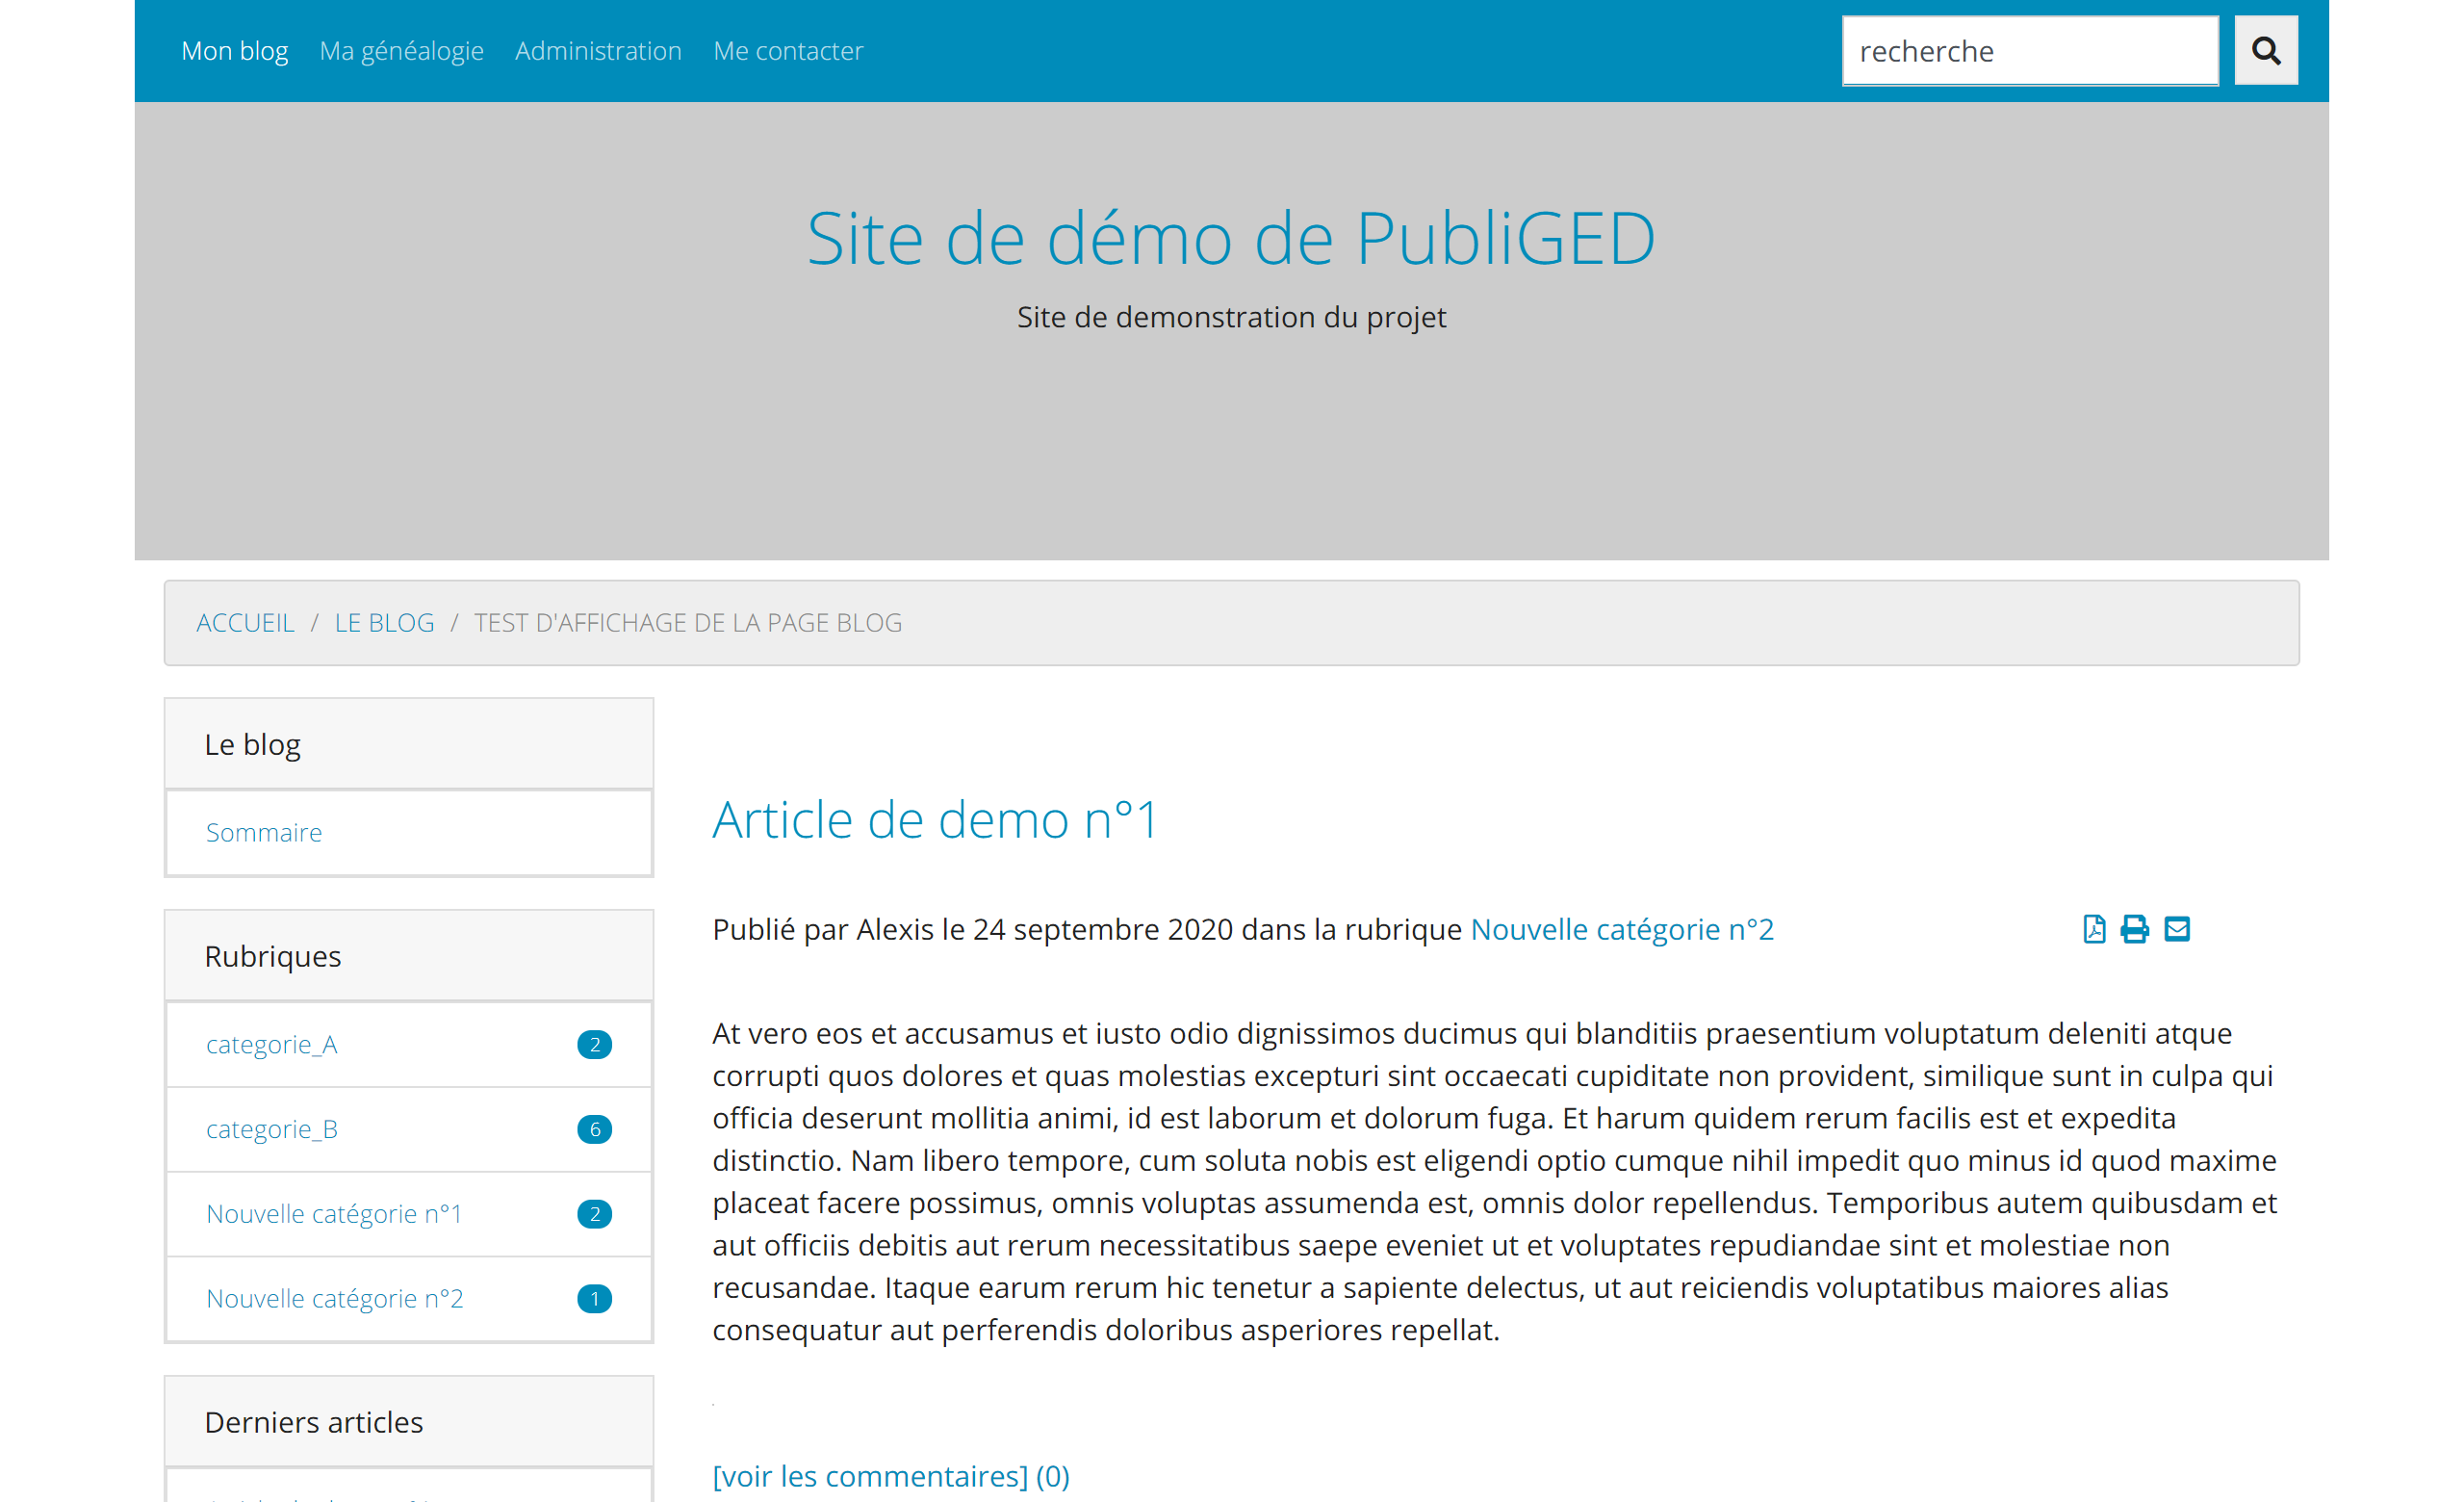 Mon blog Ma généalogie Administration Me contacter recherche
Site de démo de PubliGED
Site de demonstration du projet
ACCUEIL / LE BLOG / TEST D'AFFICHAGE DE LA PAGE BLOG
Le blog
Sommaire
Rubriques
categorie_A 2
categorie_B 6
Nouvelle catégorie n°1 2
Nouvelle catégorie n°2 1
Derniers articles
Article de demo n°1
Publié par Alexis le 24 septembre 2020 dans la rubrique Nouvelle catégorie n°2
At vero eos et accusamus et iusto odio dignissimos ducimus qui blanditiis praesentium voluptatum deleniti atque
corrupti quos dolores et quas molestias excepturi sint occaecati cupiditate non provident, similique sunt in culpa qui
officia deserunt mollitia animi, id est laborum et dolorum fuga. Et harum quidem rerum facilis est et expedita
distinctio. Nam libero tempore, cum soluta nobis est eligendi optio cumque nihil impedit quo minus id quod maxime
placeat facere possimus, omnis voluptas assumenda est, omnis dolor repellendus. Temporibus autem quibusdam et
aut officiis debitis aut rerum necessitatibus saepe eveniet ut et voluptates repudiandae sint et molestiae non
recusandae. Itaque earum rerum hic tenetur a sapiente delectus, ut aut reiciendis voluptatibus maiores alias
consequatur aut perferendis doloribus asperiores repellat.
[voir les commentaires] (0)